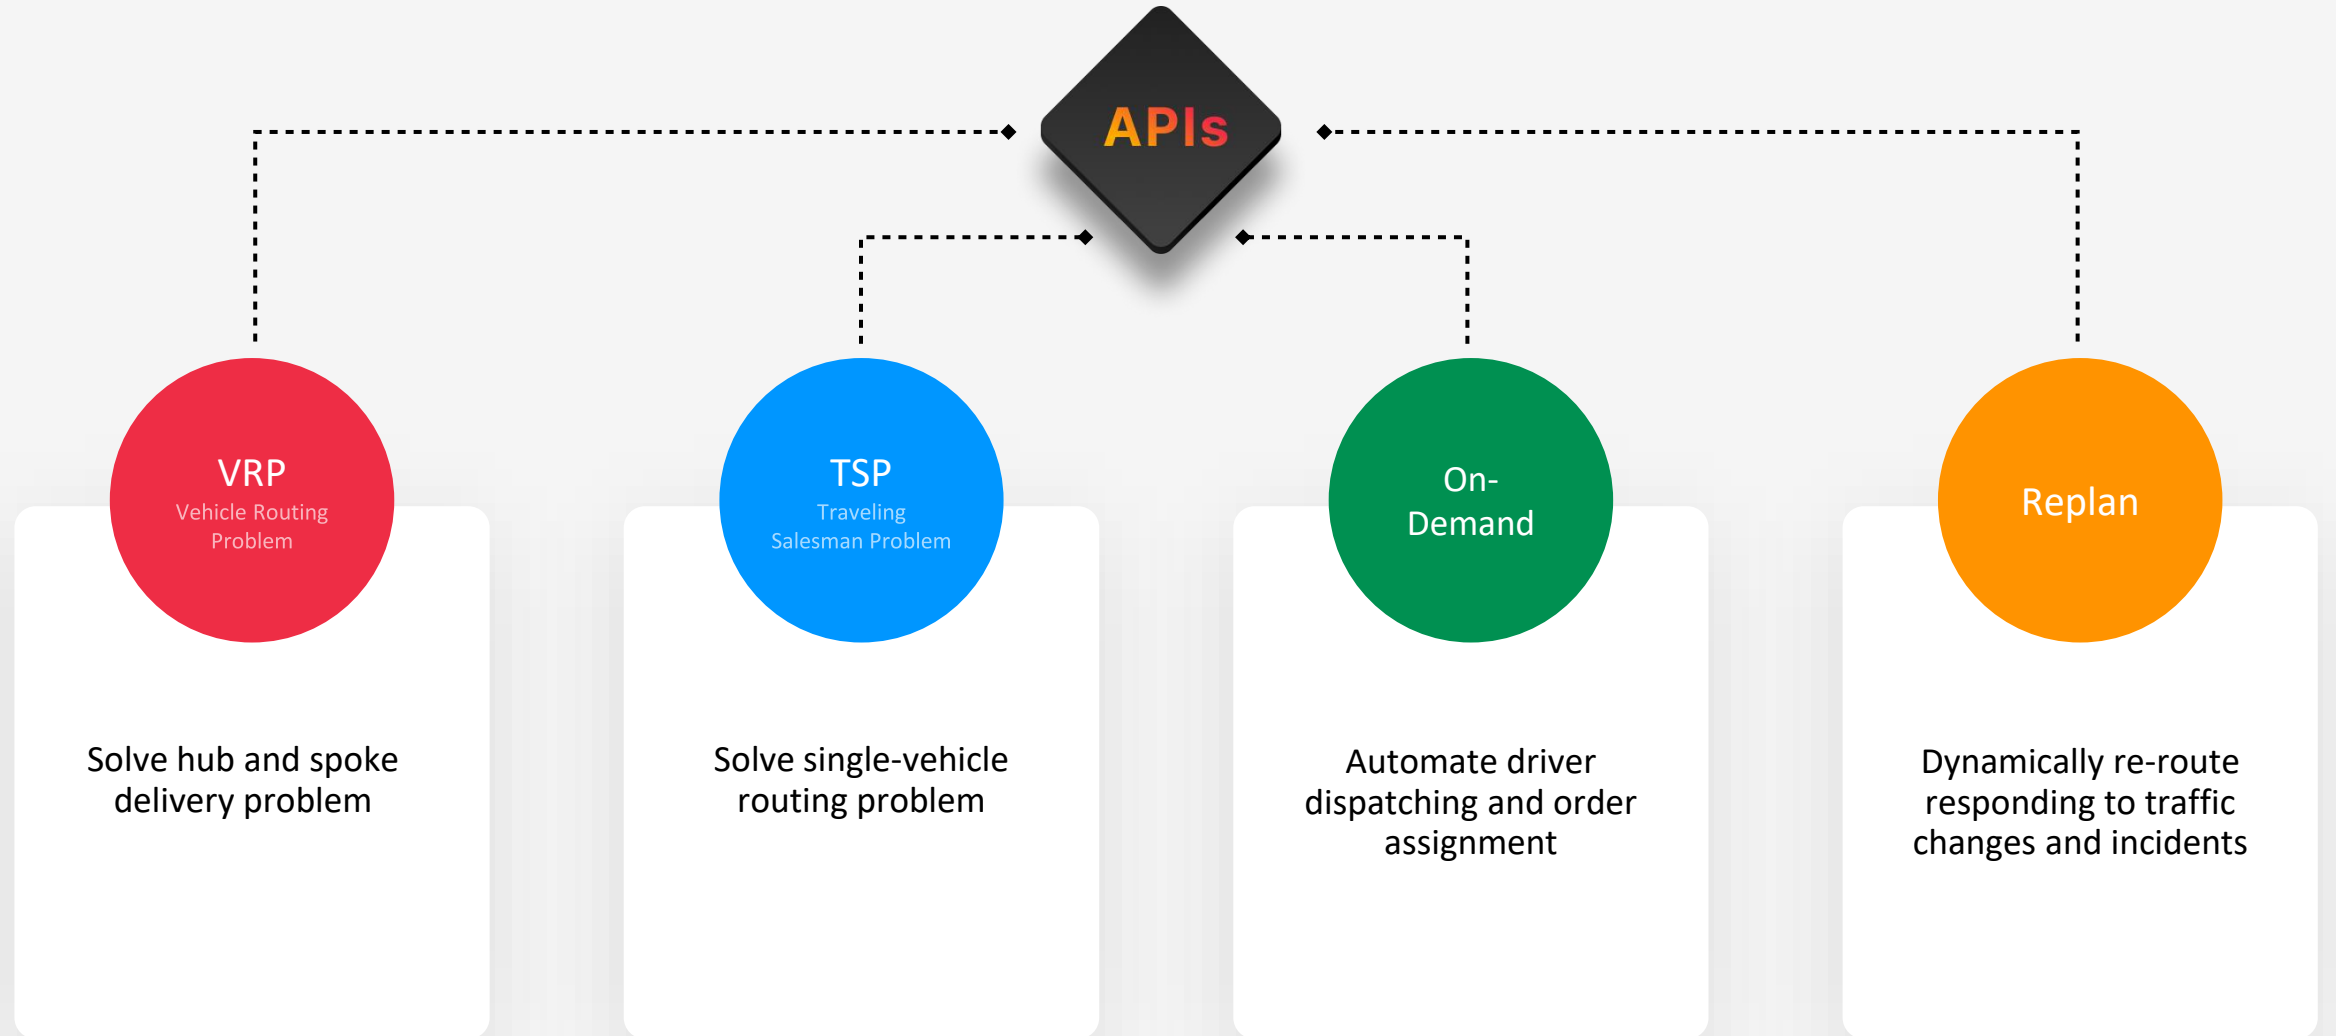 APIs
VRP
Vehicle Routing
Problem
Solve hub and spoke
delivery problem
TSP
Traveling
Salesman Problem
Solve single-vehicle
routing problem
On-
Demand
Automate driver
dispatching and order
assignment
Replan
Dynamically re-route
responding to traffic
changes and incidents